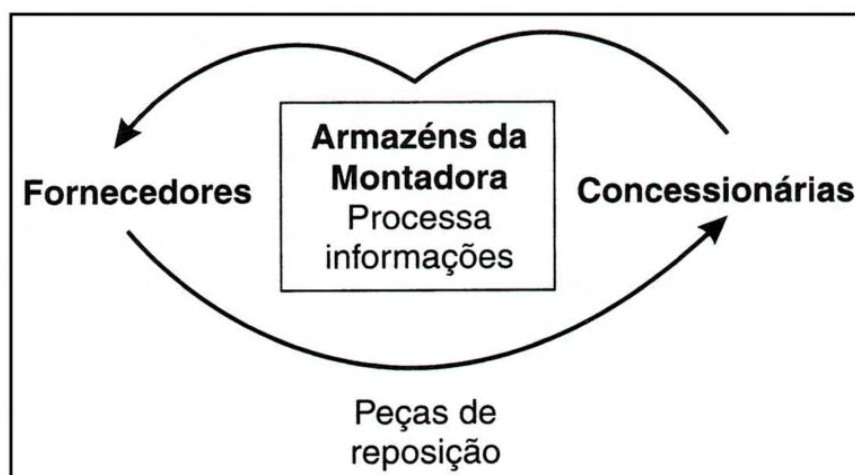 Armazéns da
Montadora
Processa
informações
Fornecedores
Concessionárias
Peças de
reposição